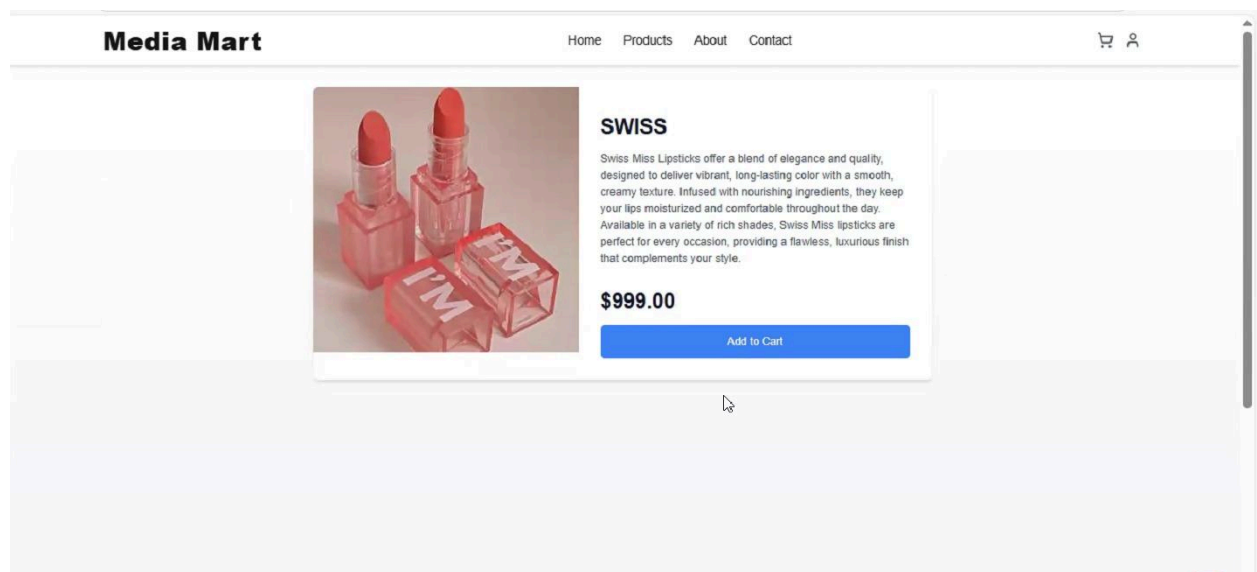 Media Mart
Home Products About Contact
SWISS
Swiss Miss Lipsticks offer a blend of elegance and quality,
designed to deliver vibrant, long-lasting color with a smooth,
creamy texture. Infused with nourishing ingredients, they keep
your lips moisturized and comfortable throughout the day.
Available in a variety of rich shades, Swiss Miss lipsticks are
perfect for every occasion, providing a flawless, luxurious finish
that complements your style.
I'M
I'M
$999.00
Add to Cart